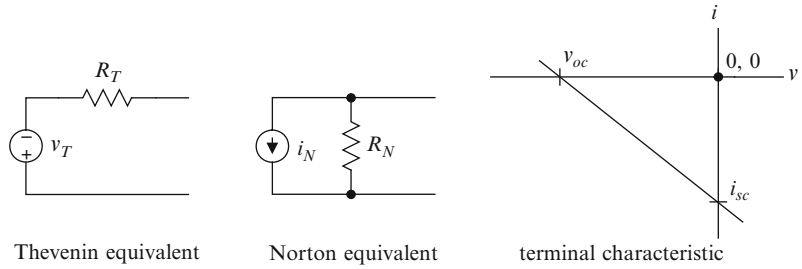 R_T
−
+
v_T
Thevenin equivalent
i_N
R_N
Norton equivalent
i
v_oc
0, 0
v
i_sc
terminal characteristic